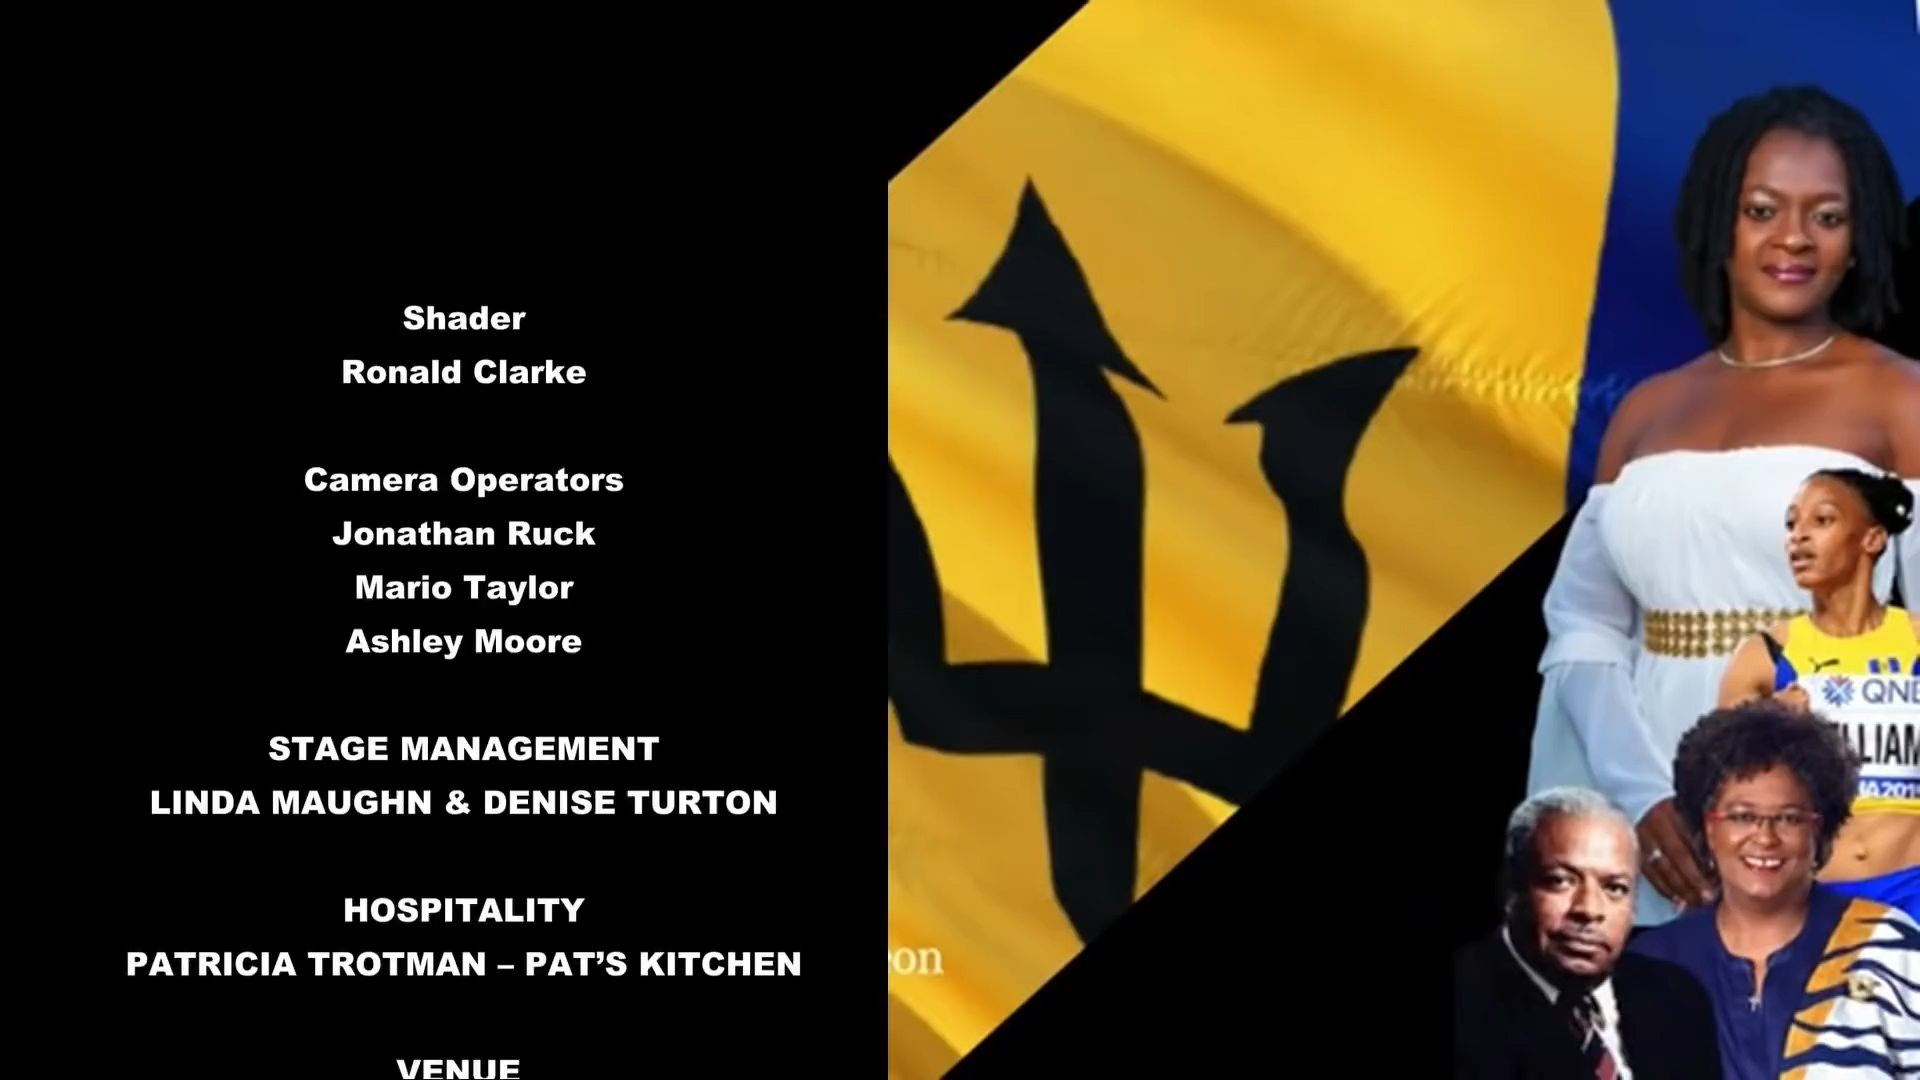 Shader
Ronald Clarke
Camera Operators
Jonathan Ruck
Mario Taylor
Ashley Moore
STAGE MANAGEMENT
LINDA MAUGHN & DENISE TURTON
HOSPITALITY
PATRICIA TROTMAN – PAT’S KITCHEN
VENUE
QNB